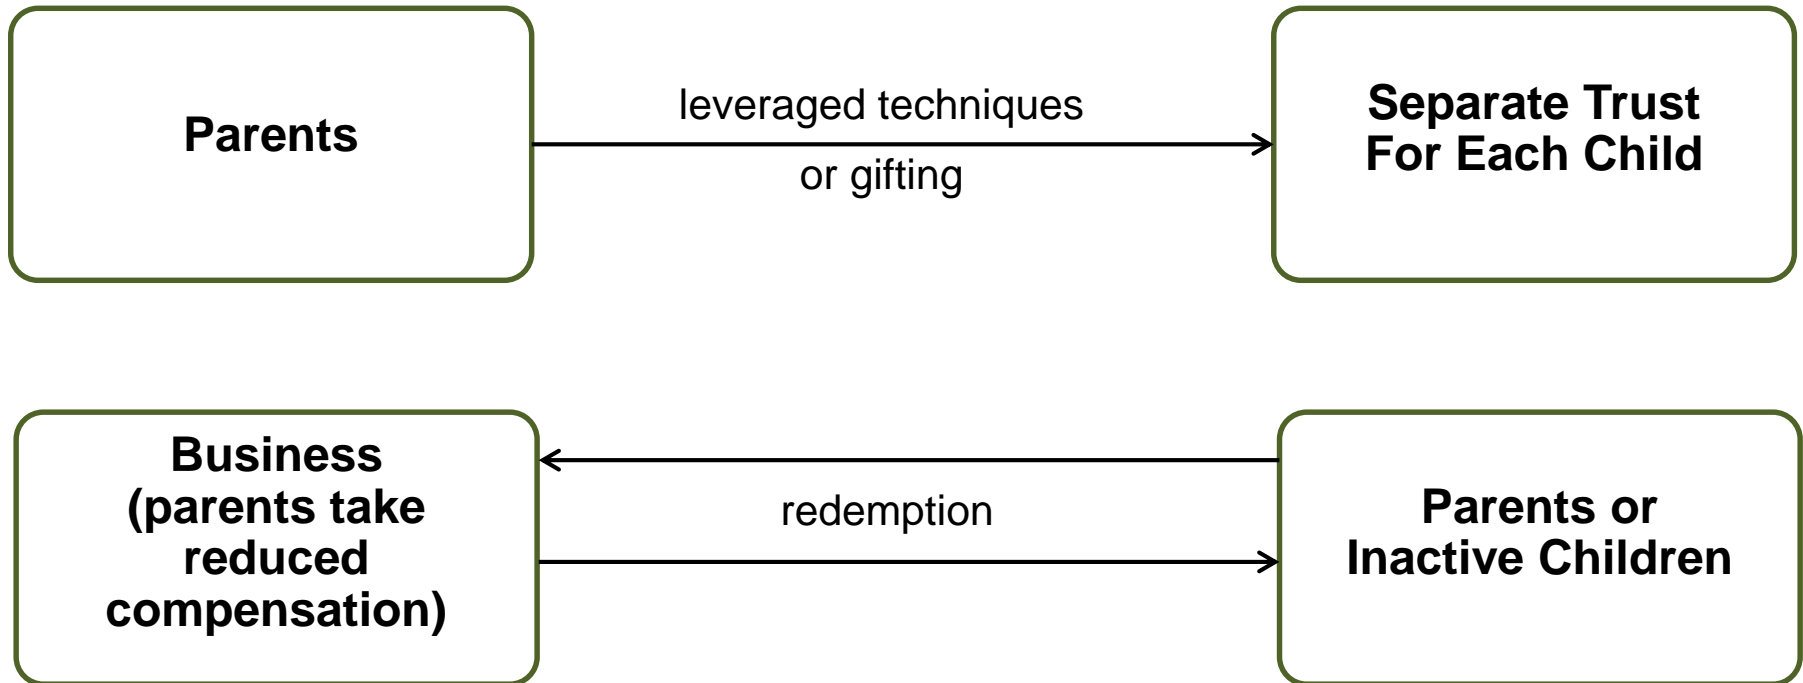 Parents
leveraged techniques
or gifting
Separate Trust
For Each Child
Business
(parents take
reduced
compensation)
redemption
Parents or
Inactive Children